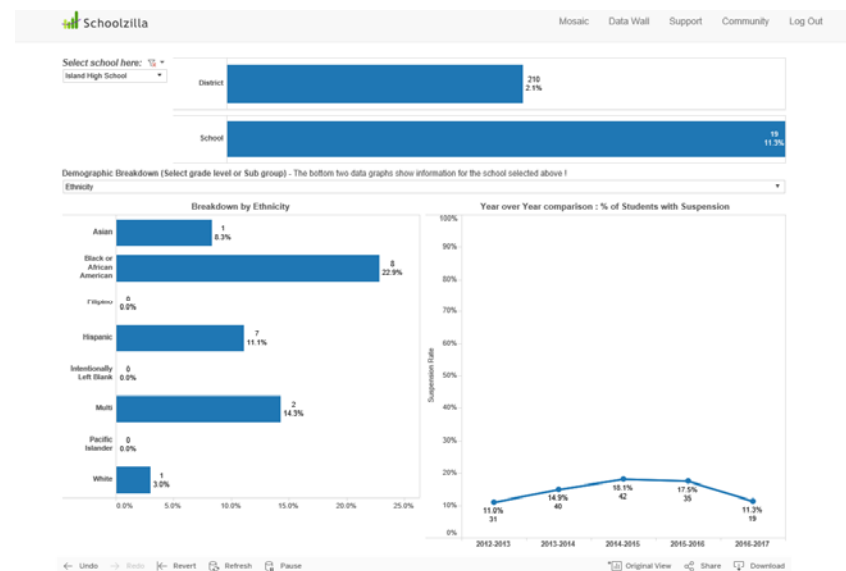 Schoolzilla
Mosaic Data Wall Support Community Log Out
Select school here:
Island High School
District
210
2.1%
School
19
11.3%
Demographic Breakdown (Select grade level or Sub group) - The bottom two data graphs show information for the school selected above !
Ethnicity
Breakdown by Ethnicity
Asian
1
8.3%
Black or
African
American
8
22.9%
Filipino
0
0.0%
Hispanic
7
11.1%
Intentionally
Left Blank
0
0.0%
Multi
2
14.3%
Pacific
Islander
0
0.0%
White
1
3.0%
0.0% 5.0% 10.0% 15.0% 20.0% 25.0%
Year over Year comparison : % of Students with Suspension
Suspension Rate
100%
90%
80%
70%
60%
50%
40%
30%
20%
10%
0%
11.0%
31
14.9%
40
18.1%
42
17.5%
35
11.3%
19
2012-2013 2013-2014 2014-2015 2015-2016 2016-2017
Undo Redo Revert Refresh Pause
Original View Share Download